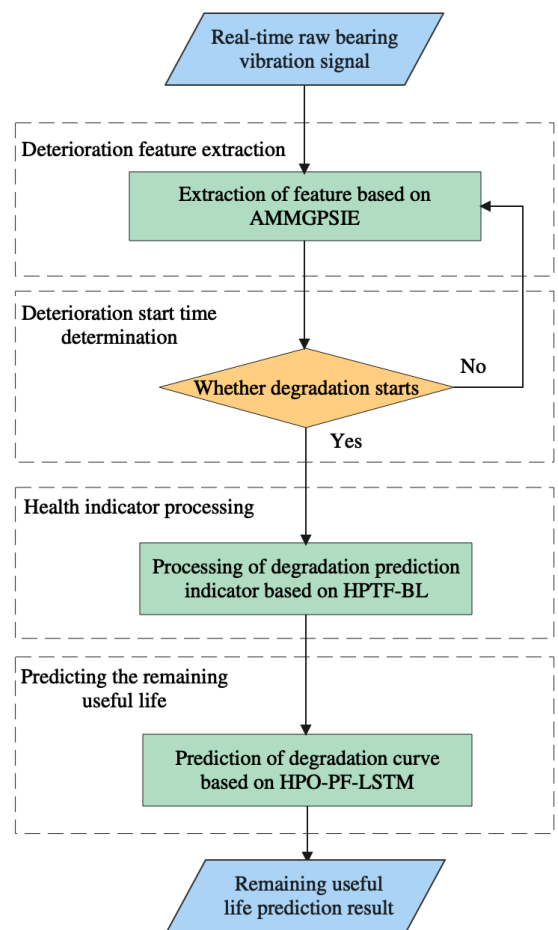 Real-time raw bearing
vibration signal
Deterioration feature extraction
Extraction of feature based on
AMMGPSIE
Deterioration start time
determination
Whether degradation starts
No
Yes
Health indicator processing
Processing of degradation prediction
indicator based on HPTF-BL
Predicting the remaining
useful life
Prediction of degradation curve
based on HPO-PF-LSTM
Remaining useful
life prediction result